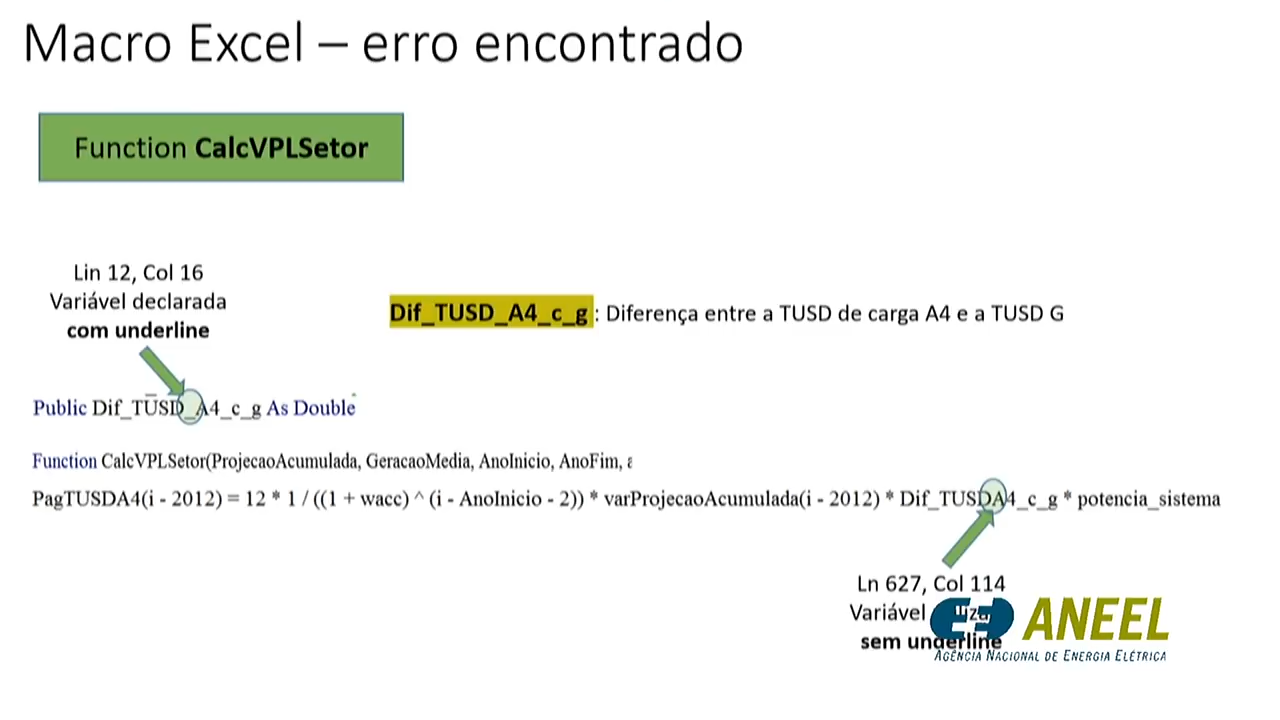 Macro Excel – erro encontrado
Function CalcVPLSetor
Lin 12, Col 16
Variável declarada
com underline
Dif_TUSD_A4_c_g : Diferença entre a TUSD de carga A4 e a TUSD G
Public Dif_TUSD_A4_c_g As Double
Function CalcVPLSetor(ProjecaoAcumulada, GeracaoMedia, AnoInicio, AnoFim,
PagTUSDA4(i - 2012) = 12 * 1 / ((1 + wacc) ^ (i - AnoInicio - 2)) * varProjecaoAcumulada(i - 2012) * Dif_TUSDA4_c_g * potencia_sistema
Ln 627, Col 114
Variável
sem underline
ANEEL
AGÊNCIA NACIONAL DE ENERGIA ELÉTRICA